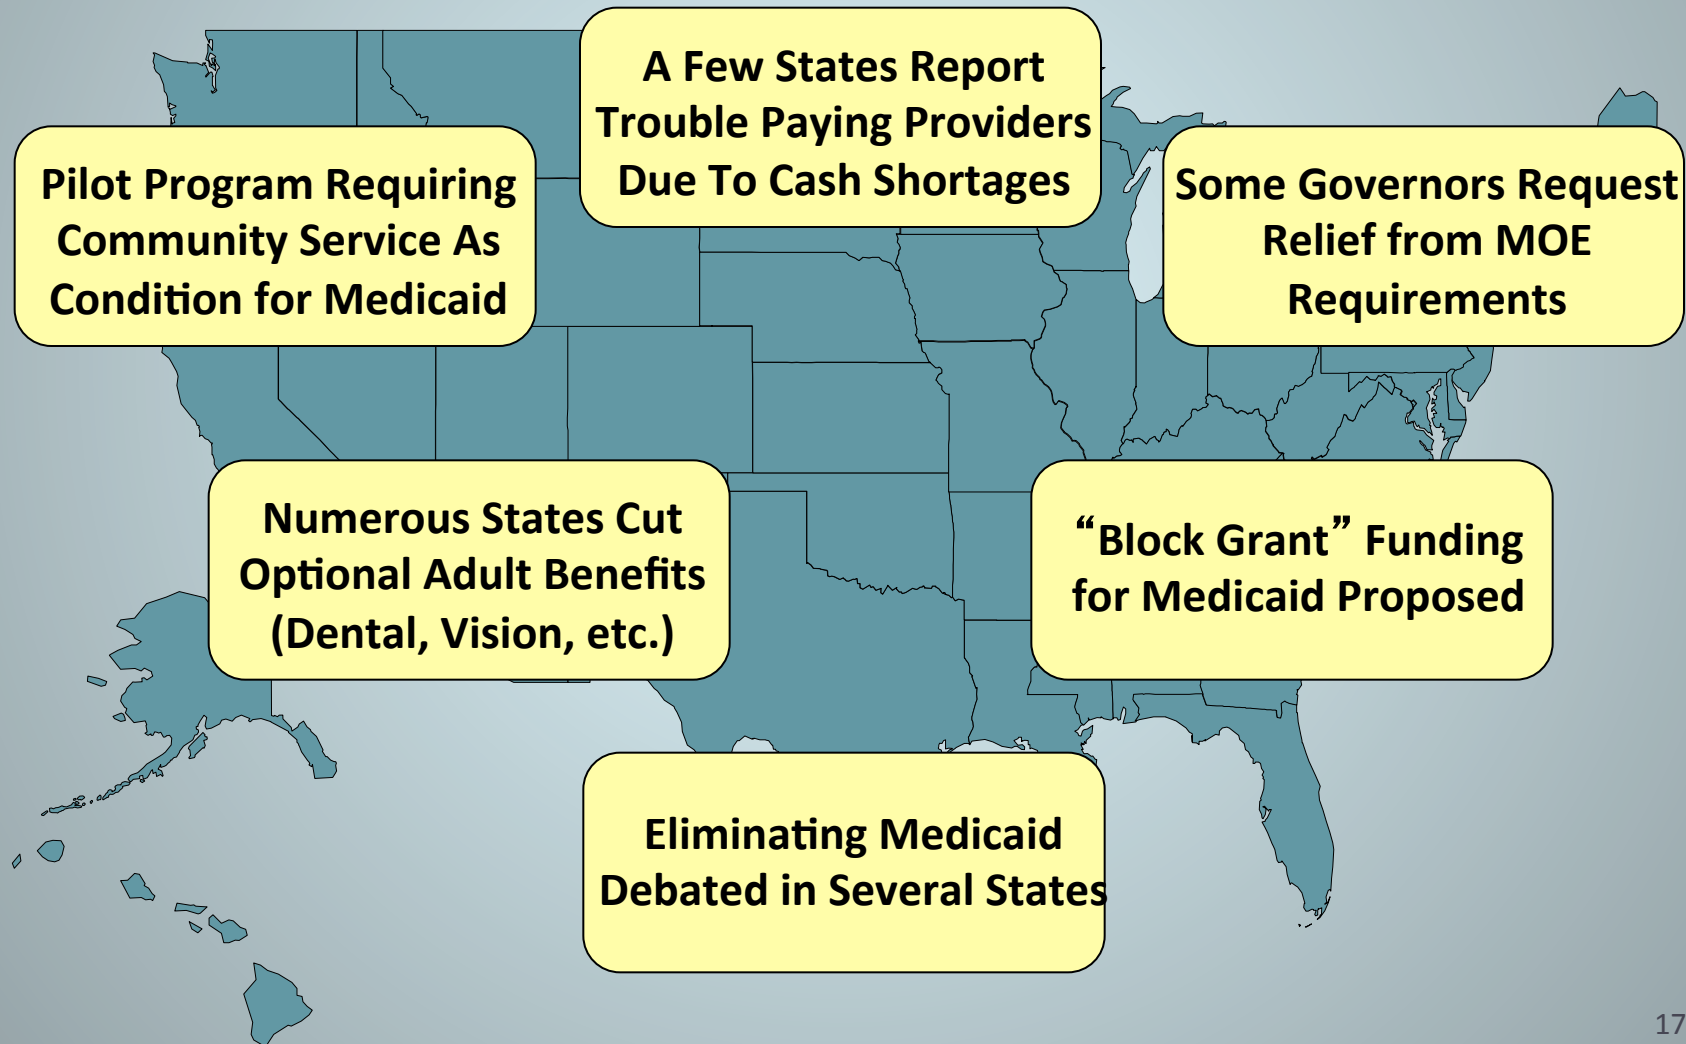 A Few States Report
Trouble Paying Providers
Due To Cash Shortages
Pilot Program Requiring
Community Service As
Condition for Medicaid
Some Governors Request
Relief from MOE
Requirements
Numerous States Cut
Optional Adult Benefits
(Dental, Vision, etc.)
“Block Grant” Funding
for Medicaid Proposed
Eliminating Medicaid
Debated in Several States
17